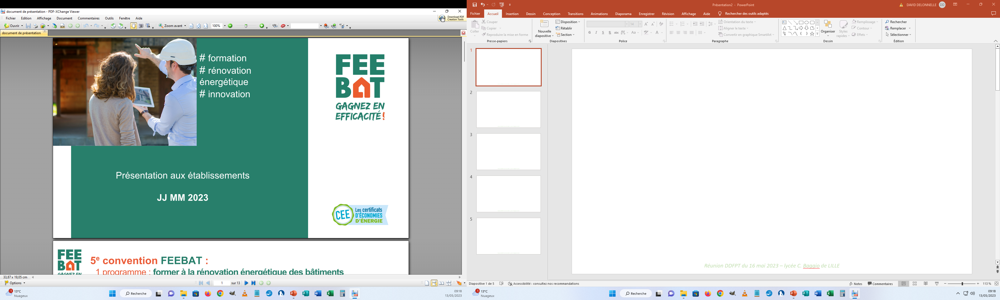 document de présentation - PDF-XChange Viewer
Fichier Edition Affichage Document Commentaires Outils Fenêtre Aide
Download PDF
Creation Tools
Ouvrir OCR Zoom avant 100%
document de présentation
# formation
# rénovation
énergétique
# innovation
FEE
BAT
GAGNEZ EN
EFFICACITÉ !
Présentation aux établissements
JJ MM 2023
CEE
Les certificats
D'ÉCONOMIES
D'ÉNERGIE
FEE
BAT
GAGNEZ EN
5e convention FEEBAT :
1 programme : former à la rénovation énergétique des bâtiments
33,87 x 19,05 cm
Options 1 sur 13
1 13°C
Nuageux
Recherche
09:18
13/05/2023
Présentation2 - PowerPoint
DAVID DELONNELLE DD
Fichier Accueil Insertion Dessin Conception Transitions Animations Diaporama Enregistrer Révision Affichage Aide Rechercher des outils adaptés
Coller
Couper
Copier
Reproduire la mise en forme
Presse-papiers
Nouvelle
diapositive
Disposition
Rétablir
Section
Diapositives
14
G I S S abc AV Aa A
Police
Orientation du texte
Aligner le texte
Convertir en graphique SmartArt
Paragraphe
Organiser
Styles
rapides
Remplissage
Contour
Effets
Dessin
Rechercher
Remplacer
Sélectionner
Édition
1
2
3
4
5
Réunion DDFPT du 16 mai 2023 – lycée C. Baggio de LILLE
Diapositive 1 de 5 Accessibilité : consultez nos recommandations
Notes Commentaires 113 %
1 13°C
Nuageux
Recherche
09:18
13/05/2023